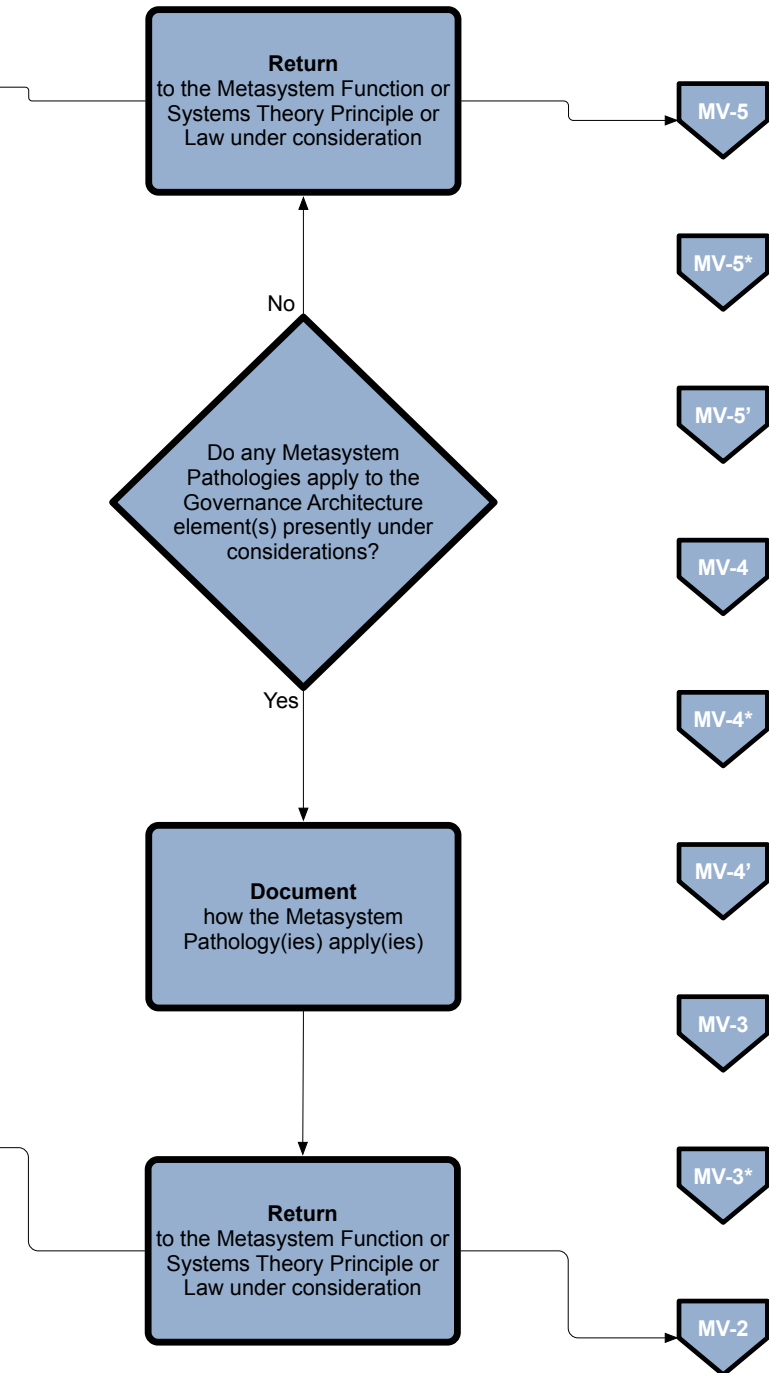 Return
to the Metasystem Function or
Systems Theory Principle or
Law under consideration
MV-5
MV-5*
No
MV-5’
Do any Metasystem
Pathologies apply to the
Governance Architecture
element(s) presently under
considerations?
MV-4
Yes
MV-4*
Document
how the Metasystem
Pathology(ies) apply(ies)
MV-4’
MV-3
MV-3*
Return
to the Metasystem Function or
Systems Theory Principle or
Law under consideration
MV-2